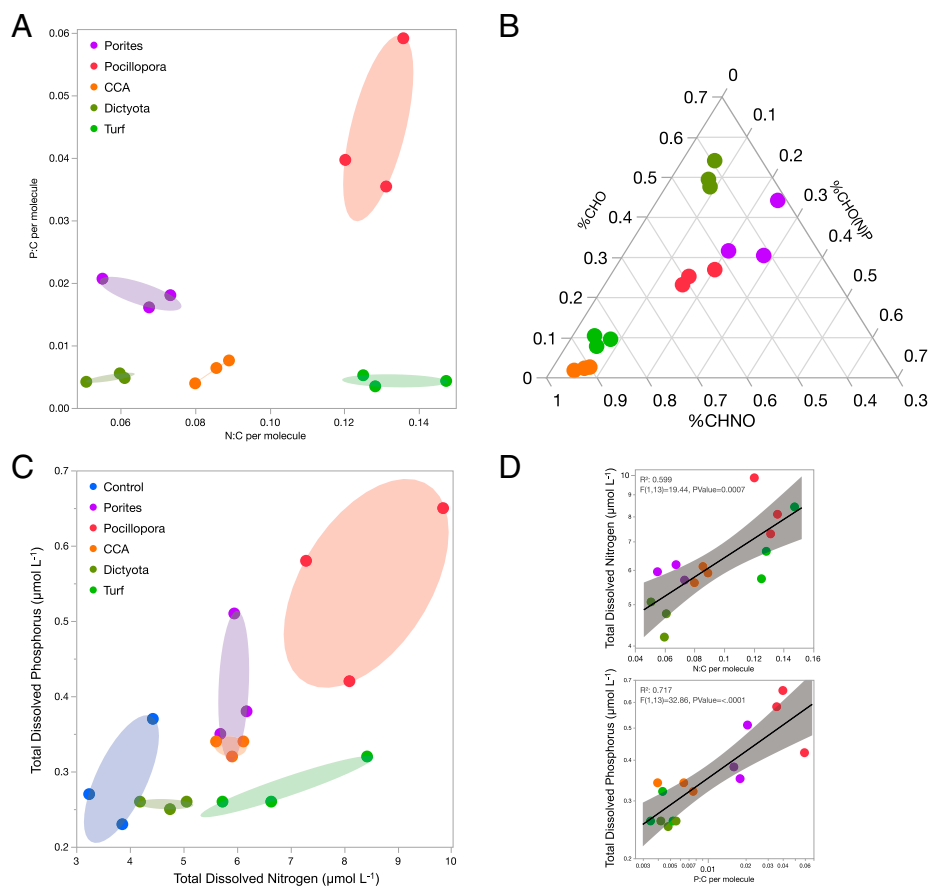 A
0.06
0.05
0.04
0.03
0.02
0.01
0.00
P:C per molecule
Porites
Pocillopora
CCA
Dictyota
Turf
0.06
0.08
0.10
0.12
0.14
N:C per molecule
B
0
0.1
0.2
0.3
0.4
0.5
0.6
0.7
%CHO(N)P
0.7
0.6
0.5
0.4
0.3
0.2
0.1
0
%CHO
1
0.9
0.8
0.7
0.6
0.5
0.4
0.3
%CHNO
C
0.7
0.6
0.5
0.4
0.3
0.2
Total Dissolved Phosphorus (µmol L-1)
Control
Porites
Pocillopora
CCA
Dictyota
Turf
3
4
5
6
7
8
9
10
Total Dissolved Nitrogen (µmol L-1)
D
10
9
8
7
6
5
4
Total Dissolved Nitrogen (µmol L-1)
R²: 0.599
F(1,13)=19.44, PValue=0.0007
0.04
0.06
0.08
0.1
0.12
0.14
0.16
N:C per molecule
0.7
0.6
0.5
0.4
0.3
0.2
Total Dissolved Phosphorus (µmol L-1)
R²: 0.717
F(1,13)=32.86, PValue=<.0001
0.003
0.005
0.007
0.01
0.02
0.03
0.04
0.06
P:C per molecule